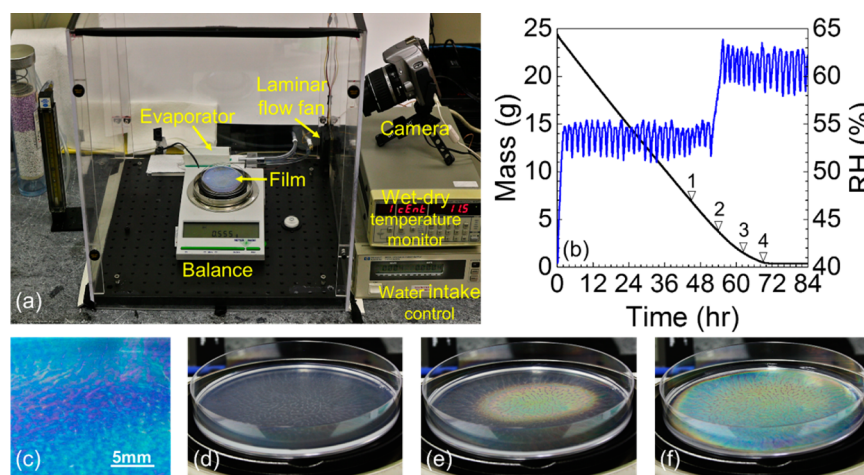 Laminar
flow fan
Evaporator
Camera
Film
Wet-dry
temperature
monitor
Balance
Water intake
control
(a)
25
20
15
10
5
0
Mass (g)
65
60
55
50
45
40
RH (%)
1
2
3
4
(b)
0 12 24 36 48 60 72 84
Time (hr)
(c)
5mm
(d)
(e)
(f)